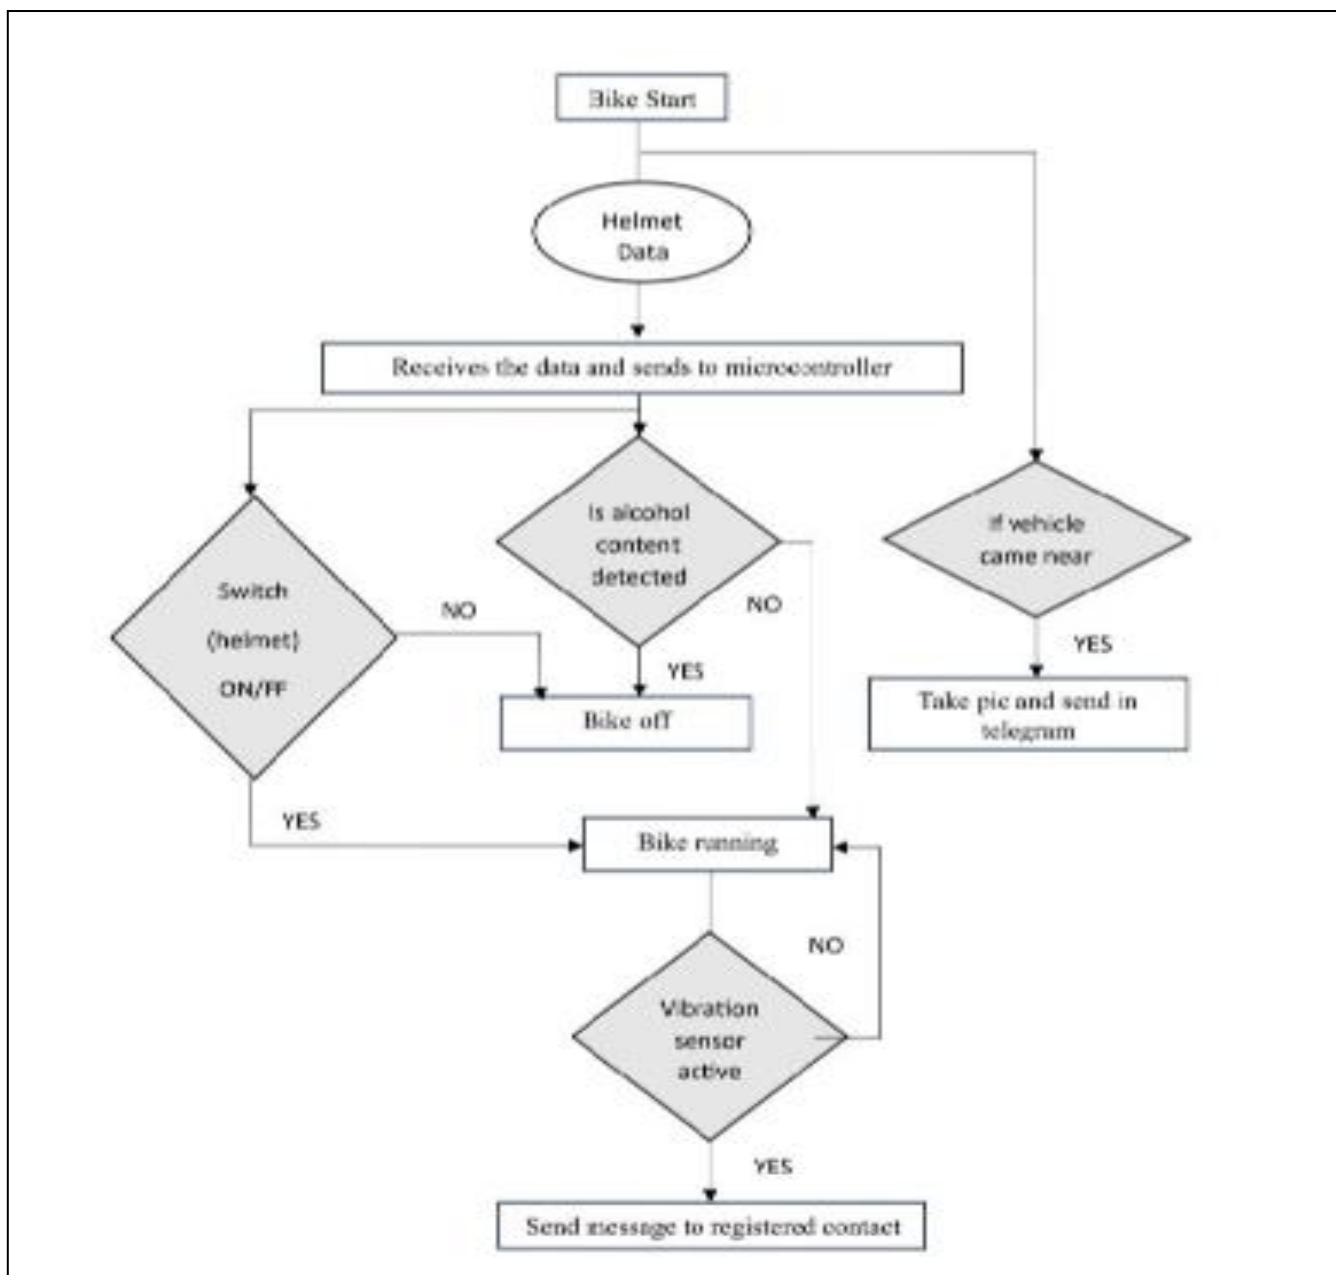 Bike Start
Helmet
Data
Receives the data and sends to microcontroller
Is alcohol
content
detected
If vehicle
came near
Switch
(helmet)
ON/FF
NO
NO
YES
YES
Bike off
Take pic and send in
telegram
YES
Bike running
NO
Vibration
sensor
active
YES
Send message to registered contact